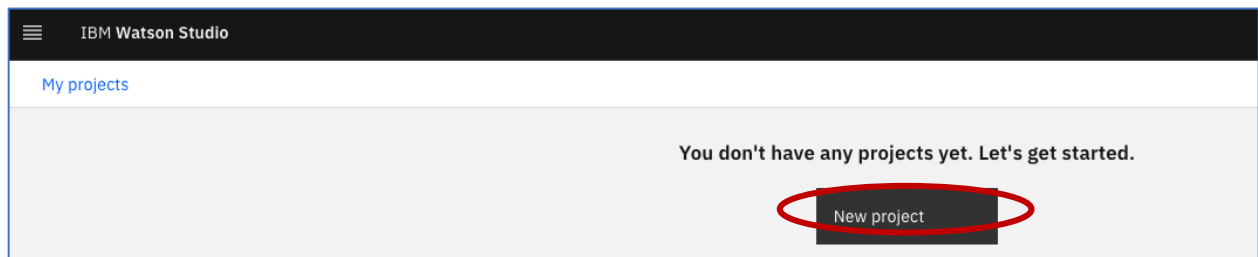 IBM Watson Studio
My projects
You don't have any projects yet. Let's get started.
New project